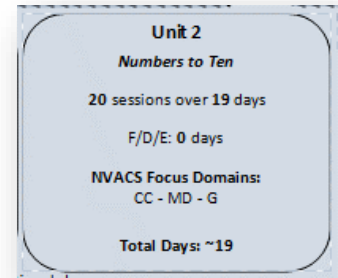 Unit 2
Numbers to Ten
20 sessions over 19 days
F/D/E: 0 days
NVACS Focus Domains:
CC - MD - G
Total Days: ~19